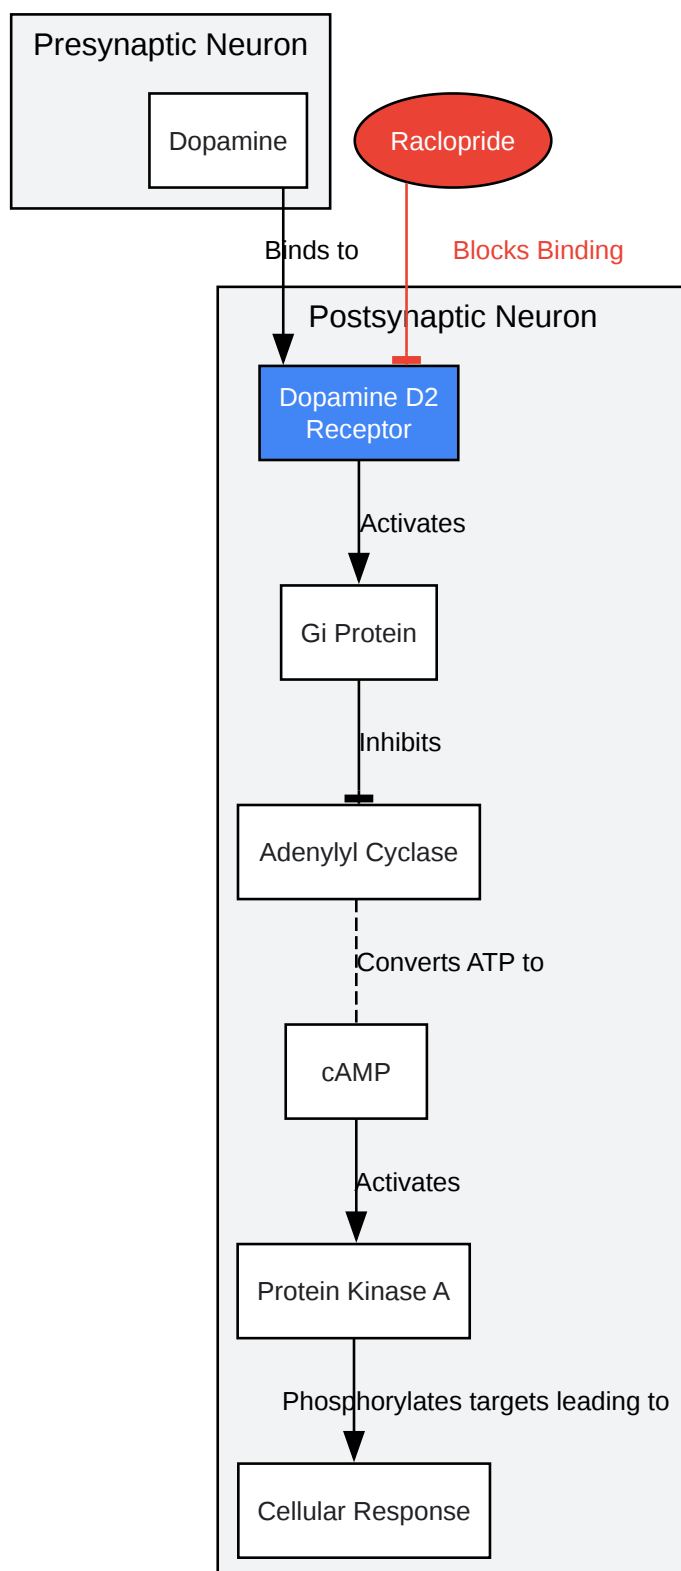 Presynaptic Neuron
Dopamine
Raclopride
Binds to
Blocks Binding
Postsynaptic Neuron
Dopamine D2
Receptor
Activates
Gi Protein
Inhibits
Adenylyl Cyclase
Converts ATP to
cAMP
Activates
Protein Kinase A
Phosphorylates targets leading to
Cellular Response